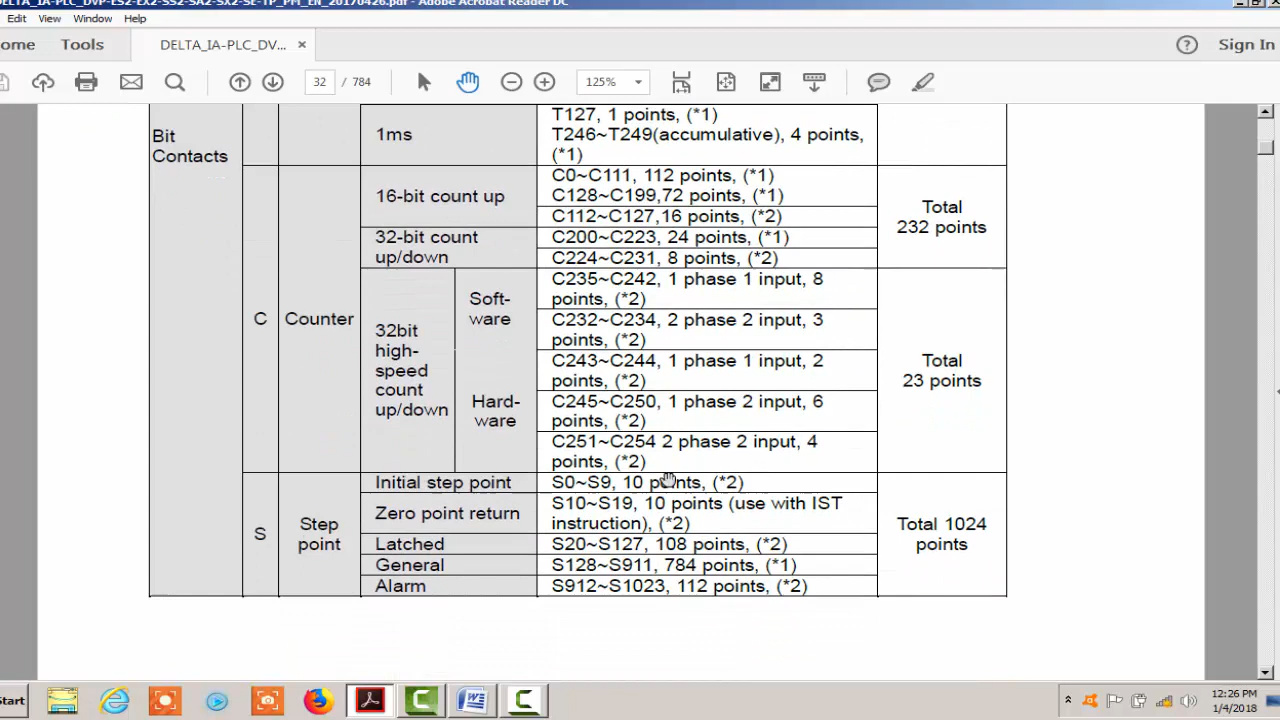 DELTA_IA-PLC_DVP-ES2-EX2-SS2-SA2-SX2-SE-TP_PM_EN_20170426.pdf - Adobe Acrobat Reader DC
Edit View Window Help
ome Tools DELTA_IA-PLC_DV... × Sign In
32 / 784 125%
Bit
Contacts
1ms
T127, 1 points, (*1)
T246~T249(accumulative), 4 points,
(*1)
C
Counter
16-bit count up
C0~C111, 112 points, (*1)
C128~C199,72 points, (*1)
C112~C127,16 points, (*2)
Total
232 points
32-bit count
up/down
C200~C223, 24 points, (*1)
C224~C231, 8 points, (*2)
32bit
high-
speed
count
up/down
Soft-
ware
C235~C242, 1 phase 1 input, 8
points, (*2)
C232~C234, 2 phase 2 input, 3
points, (*2)
Hard-
ware
C243~C244, 1 phase 1 input, 2
points, (*2)
C245~C250, 1 phase 2 input, 6
points, (*2)
C251~C254 2 phase 2 input, 4
points, (*2)
Total
23 points
S
Step
point
Initial step point
S0~S9, 10 points, (*2)
Zero point return
S10~S19, 10 points (use with IST
instruction), (*2)
Latched
S20~S127, 108 points, (*2)
General
S128~S911, 784 points, (*1)
Alarm
S912~S1023, 112 points, (*2)
Total 1024
points
Start
12:26 PM
1/4/2018